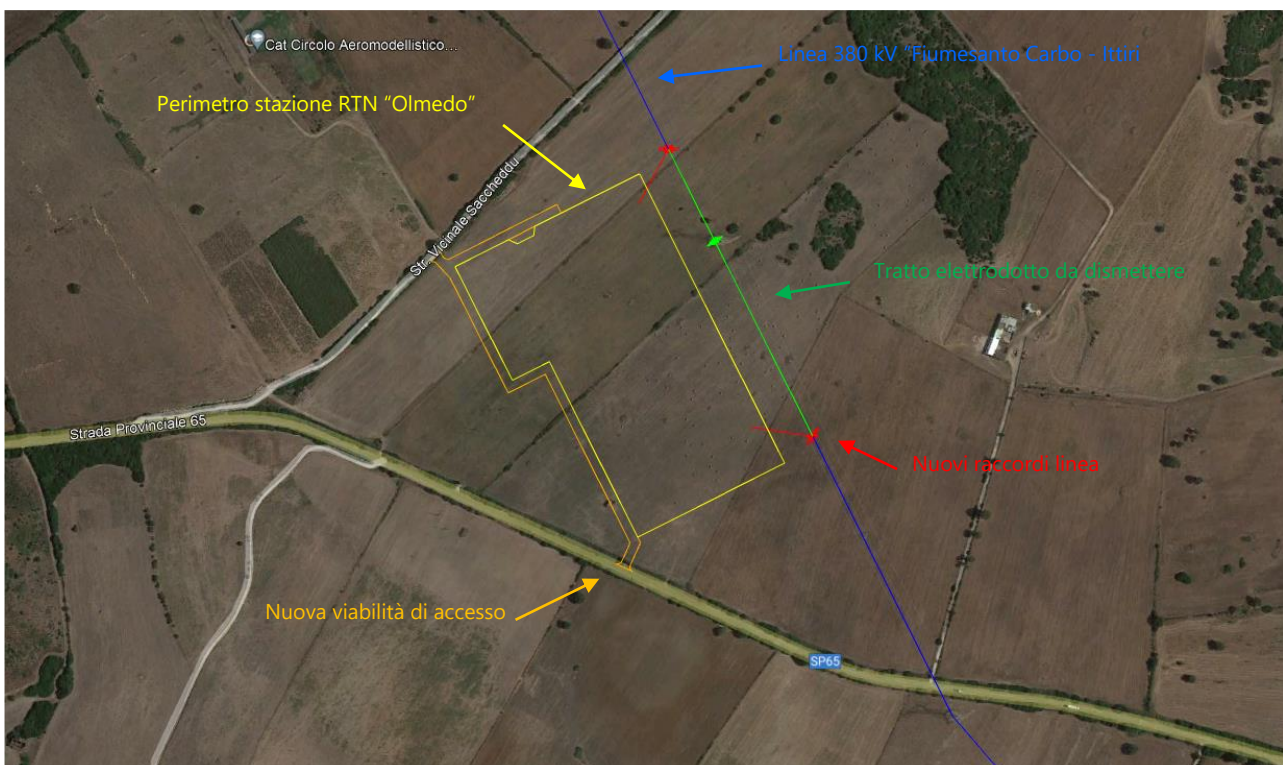 Cat Circolo Aeromodellistico...
Linea 380 kV "Fiumesanto Carbo - Ittiri
Perimetro stazione RTN "Olmedo"
Str. Vicinale Saccheddu
Tratto elettrodotto da dismettere
Strada Provinciale 65
Nuovi raccordi linea
Nuova viabilità di accesso
SP65